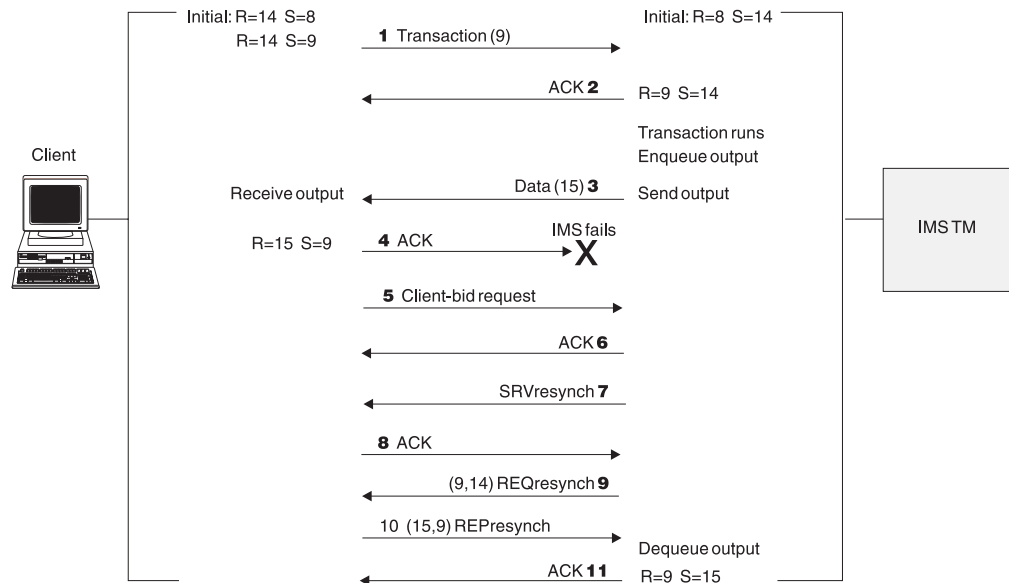 Initial: R=14 S=8
Initial: R=8 S=14
R=14 S=9
1 Transaction (9)
ACK 2
R=9 S=14
Transaction runs
Enqueue output
Client
Receive output
Data (15) 3
Send output
IMS TM
IMS fails
R=15 S=9
4 ACK
X
5 Client-bid request
ACK 6
SRVresynch 7
8 ACK
(9,14) REQresynch 9
10 (15,9) REPresynch
Dequeue output
ACK 11
R=9 S=15